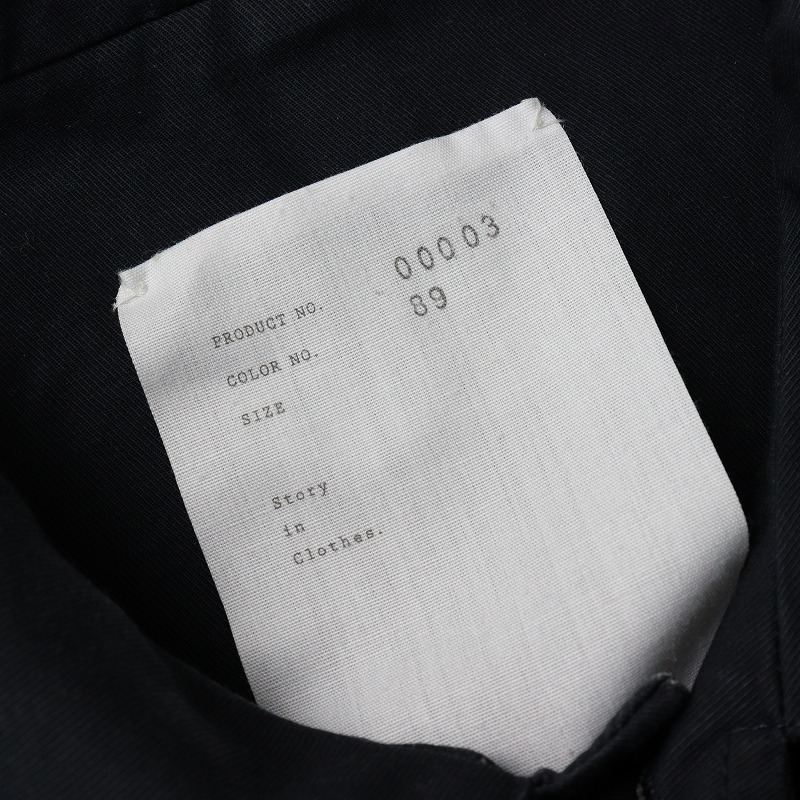 PRODUCT NO. 00003
COLOR NO. 89
SIZE
Story
in
Clothes.